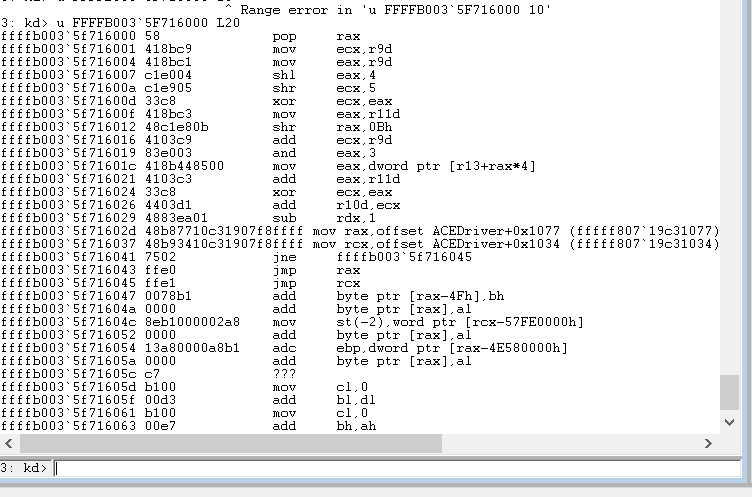 ^ Range error in 'u FFFFB003`5F716000 10'
3: kd> u FFFFB003`5F716000 L20
ffffb003`5f716000 58 pop rax
ffffb003`5f716001 418bc9 mov ecx,r9d
ffffb003`5f716004 418bc1 mov eax,r9d
ffffb003`5f716007 c1e004 shl eax,4
ffffb003`5f71600a c1e905 shr ecx,5
ffffb003`5f71600d 33c8 xor ecx,eax
ffffb003`5f71600f 418bc3 mov eax,r11d
ffffb003`5f716012 48c1e80b shr rax,0Bh
ffffb003`5f716016 4103c9 add ecx,r9d
ffffb003`5f716019 83e003 and eax,3
ffffb003`5f71601c 418b448500 mov eax,dword ptr [r13+rax*4]
ffffb003`5f716021 4103c3 add eax,r11d
ffffb003`5f716024 33c8 xor ecx,eax
ffffb003`5f716026 4403d1 add r10d,ecx
ffffb003`5f716029 4883ea01 sub rdx,1
ffffb003`5f71602d 48b87710c31907f8ffff mov rax,offset ACEDriver+0x1077 (fffff807`19c31077)
ffffb003`5f716037 48b93410c31907f8ffff mov rcx,offset ACEDriver+0x1034 (fffff807`19c31034)
ffffb003`5f716041 7502 jne ffffb003`5f716045
ffffb003`5f716043 ffe0 jmp rax
ffffb003`5f716045 ffe1 jmp rcx
ffffb003`5f716047 0078b1 add byte ptr [rax-4Fh],bh
ffffb003`5f71604a 0000 add byte ptr [rax],al
ffffb003`5f71604c 8eb1000002a8 mov st(-2),word ptr [rcx-57FE0000h]
ffffb003`5f716052 0000 add byte ptr [rax],al
ffffb003`5f716054 13a80000a8b1 adc ebp,dword ptr [rax-4E580000h]
ffffb003`5f71605a 0000 add byte ptr [rax],al
ffffb003`5f71605c c7 ???
ffffb003`5f71605d b100 mov cl,0
ffffb003`5f71605f 00d3 add bl,dl
ffffb003`5f716061 b100 mov cl,0
ffffb003`5f716063 00e7 add bh,ah
3: kd>